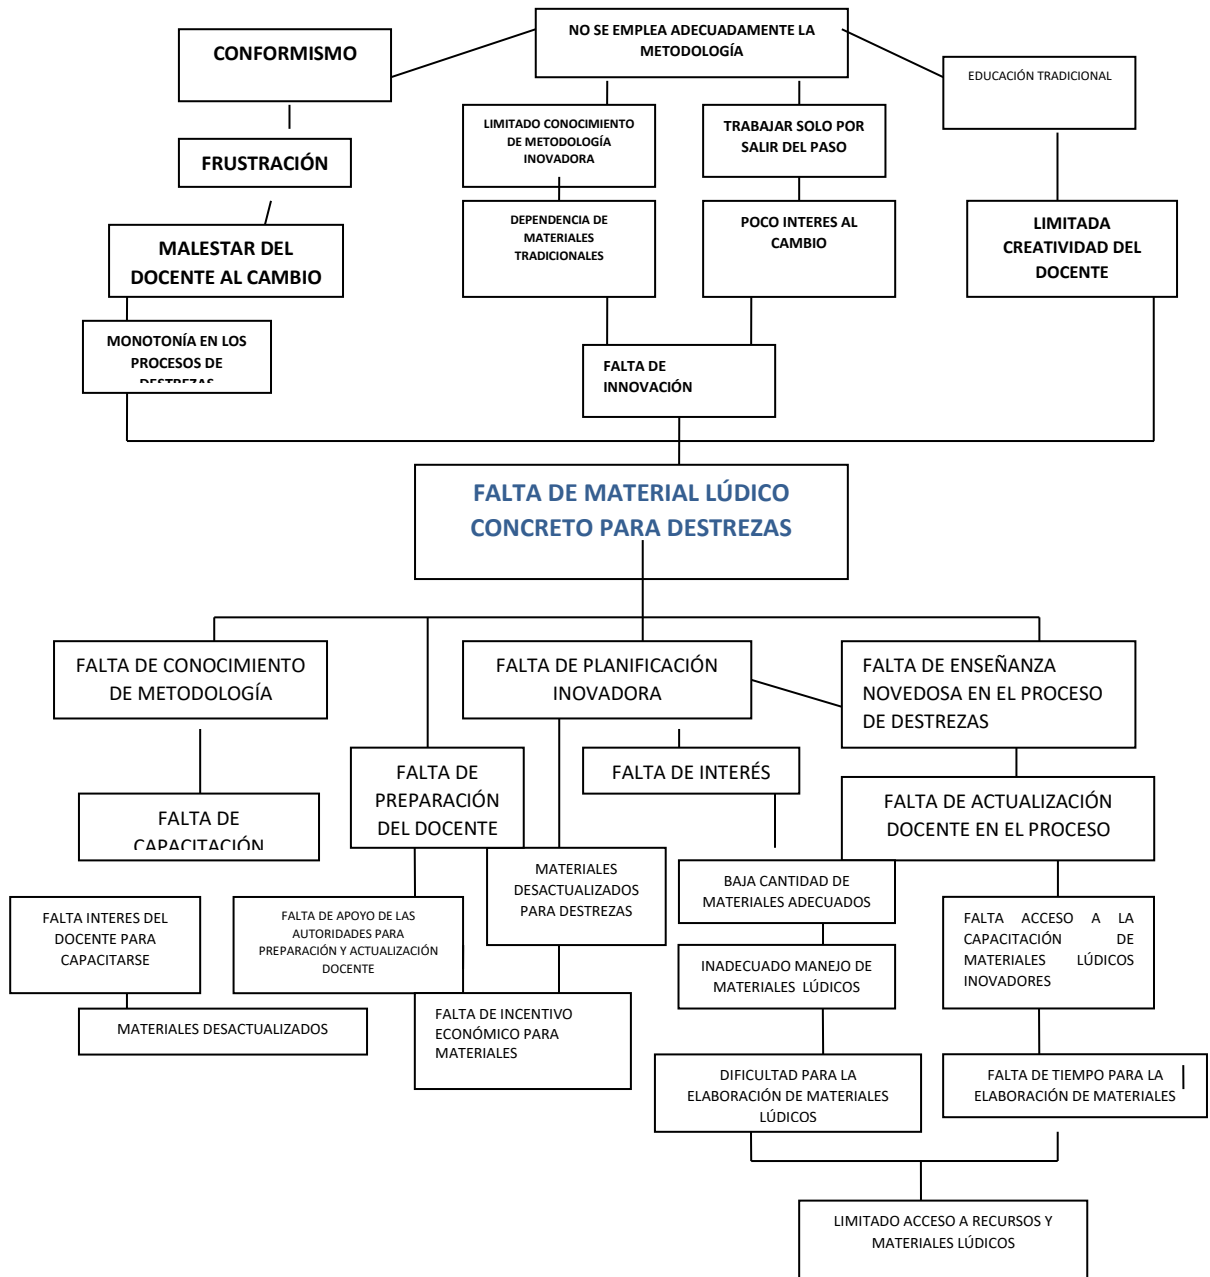 NO SE EMPLEA ADECUADAMENTE LA
METODOLOGÍA
CONFORMISMO
EDUCACIÓN TRADICIONAL
LIMITADO CONOCIMIENTO
DE METODOLOGÍA
INOVADORA
TRABAJAR SOLO POR
SALIR DEL PASO
FRUSTRACIÓN
DEPENDENCIA DE
MATERIALES
TRADICIONALES
POCO INTERES AL
CAMBIO
LIMITADA
CREATIVIDAD DEL
DOCENTE
MALESTAR DEL
DOCENTE AL CAMBIO
MONOTONÍA EN LOS
PROCESOS DE
DESTREZAS
FALTA DE
INNOVACIÓN
FALTA DE MATERIAL LÚDICO
CONCRETO PARA DESTREZAS
FALTA DE CONOCIMIENTO
DE METODOLOGÍA
FALTA DE PLANIFICACIÓN
INOVADORA
FALTA DE ENSEÑANZA
NOVEDOSA EN EL PROCESO
DE DESTREZAS
FALTA DE
PREPARACIÓN
DEL DOCENTE
FALTA DE INTERÉS
FALTA DE ACTUALIZACIÓN
DOCENTE EN EL PROCESO
FALTA DE
CAPACITACIÓN
MATERIALES
DESACTUALIZADOS
PARA DESTREZAS
BAJA CANTIDAD DE
MATERIALES ADECUADOS
FALTA INTERES DEL
DOCENTE PARA
CAPACITARSE
FALTA DE APOYO DE LAS
AUTORIDADES PARA
PREPARACIÓN Y ACTUALIZACIÓN
DOCENTE
FALTA ACCESO A LA
CAPACITACIÓN DE
MATERIALES LÚDICOS
INOVADORES
INADECUADO MANEJO DE
MATERIALES LÚDICOS
MATERIALES DESACTUALIZADOS
FALTA DE INCENTIVO
ECONÓMICO PARA
MATERIALES
DIFICULTAD PARA LA
ELABORACIÓN DE MATERIALES
LÚDICOS
FALTA DE TIEMPO PARA LA
ELABORACIÓN DE MATERIALES
LIMITADO ACCESO A RECURSOS Y
MATERIALES LÚDICOS